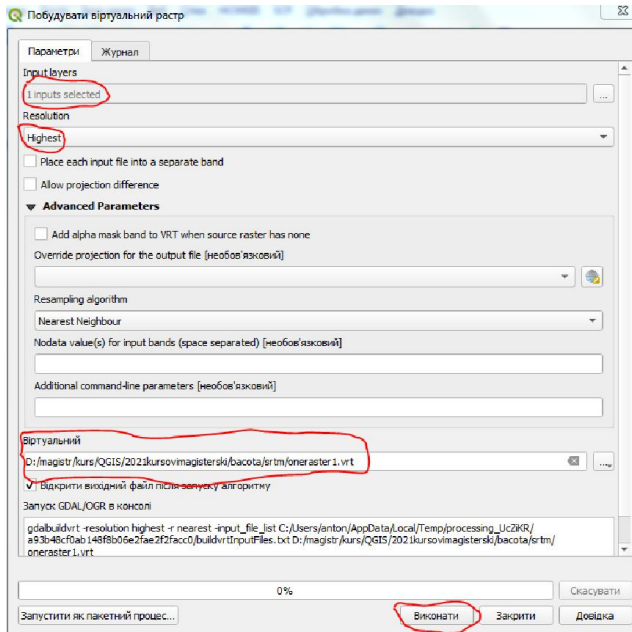 Побудувати віртуальний растр
Параметри Журнал
Input layers
1 inputs selected
...
Resolution
Highest
Place each input file into a separate band
Allow projection difference
Advanced Parameters
Add alpha mask band to VRT when source raster has none
Override projection for the output file [необов'язковий]
Resampling algorithm
Nearest Neighbour
Nodata value(s) for input bands (space separated) [необов'язковий]
Additional command-line parameters [необов'язковий]
Віртуальний
D:/magistr/kurs/QGIS/2021kursovimagisterski/bacota/srtm/oneraster1.vrt
...
Відкрити вихідний файл після запуску алгоритму
Запуск GDAL/OGR в консолі
gdalbuildvrt -resolution highest -r nearest -input_file_list C:/Users/anton/AppData/Local/Temp/processing_UcZiKR/
a93b48cf0ab148f8b06e2fae2f2facc0/buildvrtInputFiles.txt D:/magistr/kurs/QGIS/2021kursovimagisterski/bacota/srtm/
oneraster1.vrt
0%
Скасувати
Запустити як пакетний процес... Виконати Закрити Довідка